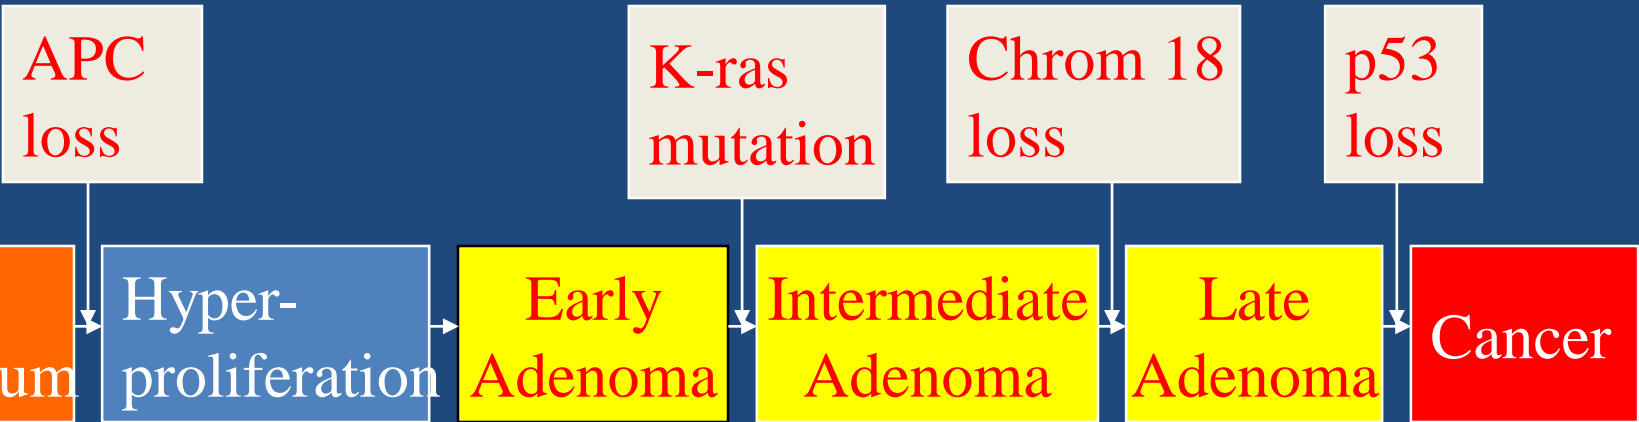 APC
loss
K-ras
mutation
Chrom 18
loss
p53
loss
um
Hyper-
proliferation
Early
Adenoma
Intermediate
Adenoma
Late
Adenoma
Cancer